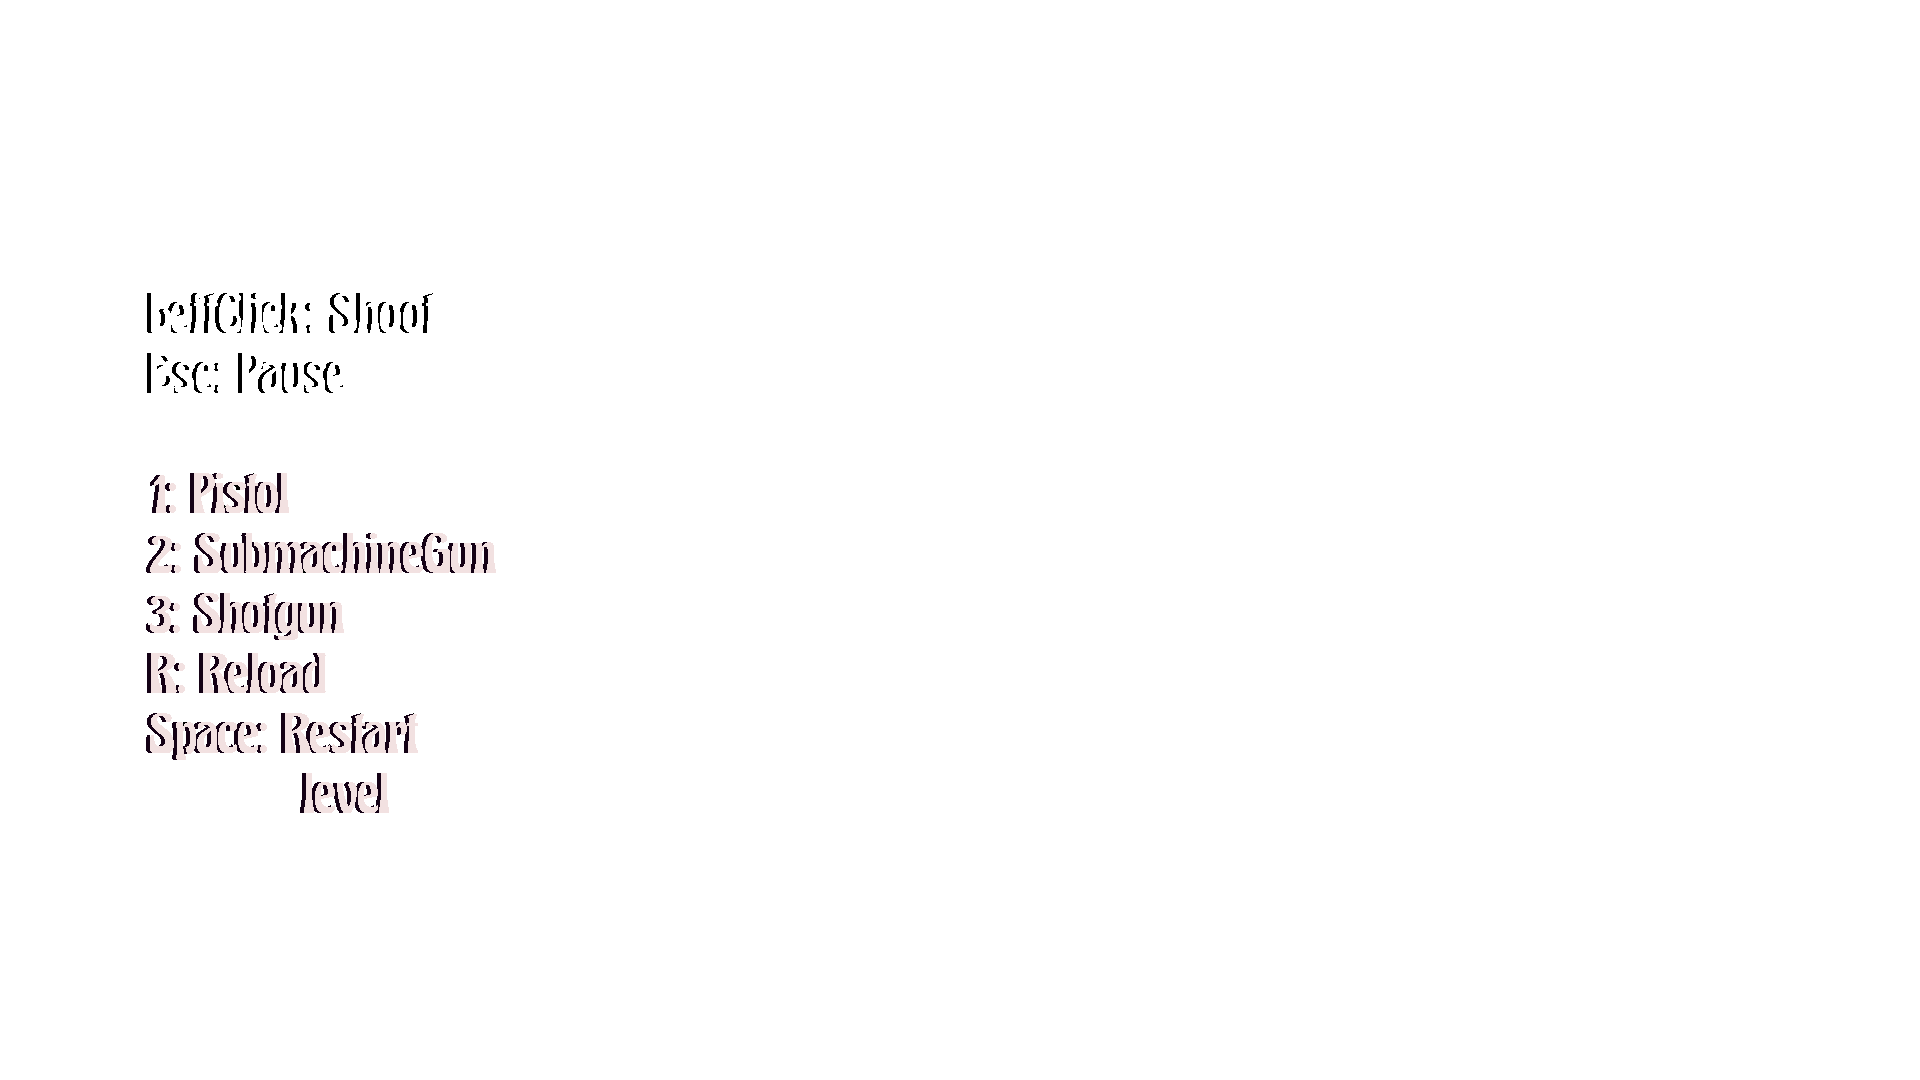 LeftClick: Shoot
Esc: Pause
1: Pistol
2: SubmachineGun
3: Shotgun
R: Reload
Space: Restart
level